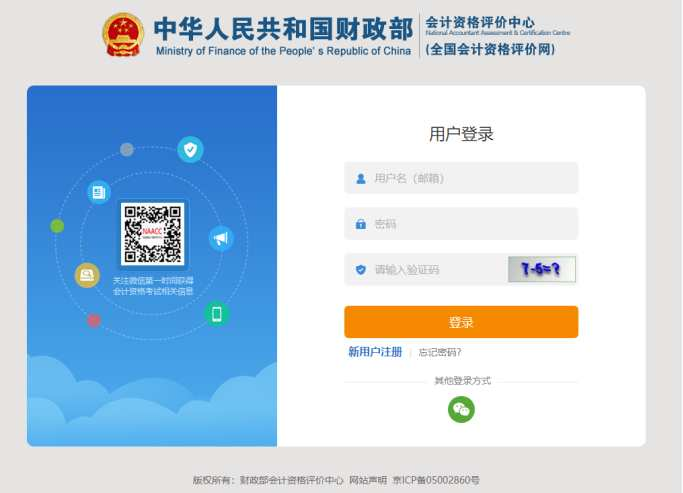 中华人民共和国财政部
Ministry of Finance of the People's Republic of China
会计资格评价中心
National Accountant Assessment & Certification Centre
(全国会计资格评价网)
用户登录
用户名（邮箱）
密码
请输入验证码
7-6=?
登录
新用户注册 | 忘记密码?
其他登录方式
NAACC
关注微信第一时间获得
会计资格考试相关信息
版权所有：财政部会计资格评价中心 网站声明 京ICP备05002860号